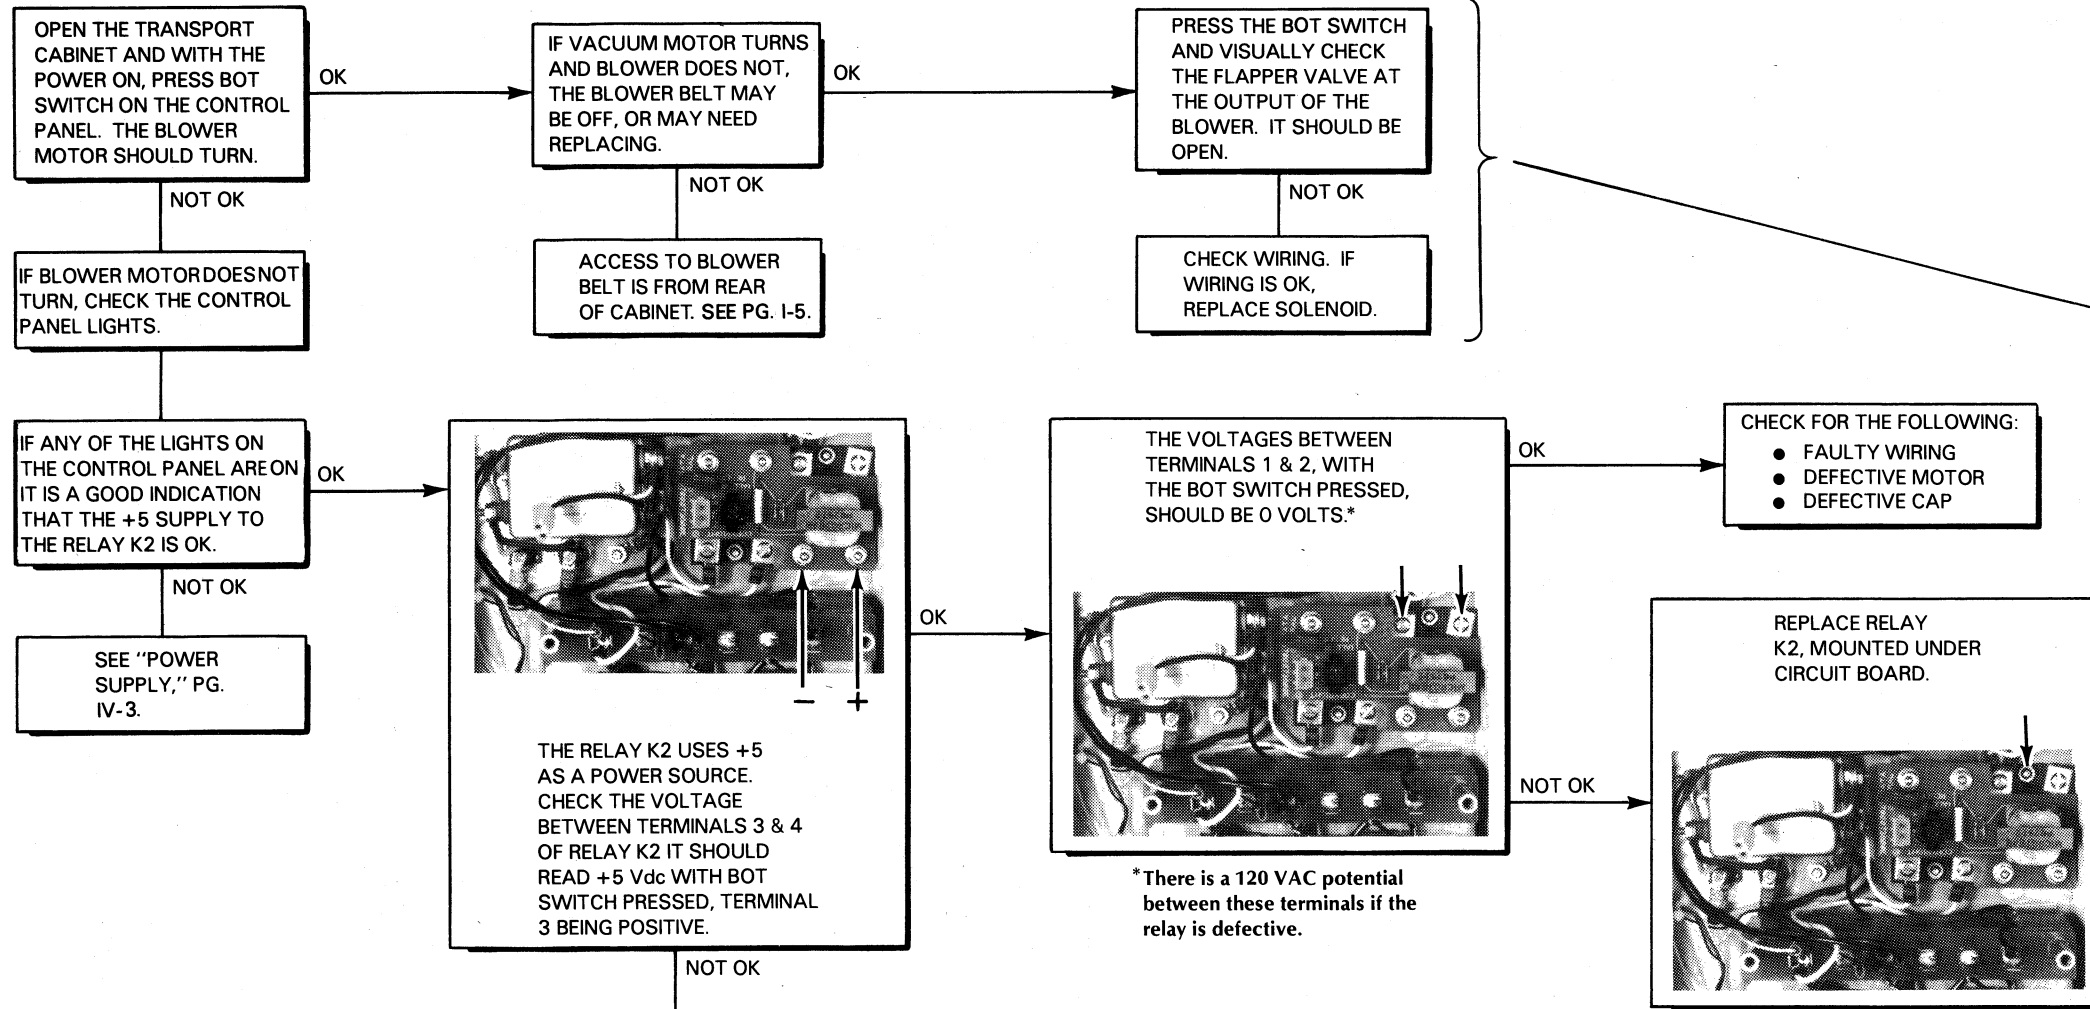 OPEN THE TRANSPORT
CABINET AND WITH THE
POWER ON, PRESS BOT
SWITCH ON THE CONTROL
PANEL. THE BLOWER
MOTOR SHOULD TURN.
OK
IF VACUUM MOTOR TURNS
AND BLOWER DOES NOT,
THE BLOWER BELT MAY
BE OFF, OR MAY NEED
REPLACING.
OK
PRESS THE BOT SWITCH
AND VISUALLY CHECK
THE FLAPPER VALVE AT
THE OUTPUT OF THE
BLOWER. IT SHOULD BE
OPEN.
NOT OK
NOT OK
NOT OK
IF BLOWER MOTOR DOES NOT
TURN, CHECK THE CONTROL
PANEL LIGHTS.
ACCESS TO BLOWER
BELT IS FROM REAR
OF CABINET. SEE PG. I-5.
CHECK WIRING. IF
WIRING IS OK,
REPLACE SOLENOID.
IF ANY OF THE LIGHTS ON
THE CONTROL PANEL ARE ON
IT IS A GOOD INDICATION
THAT THE +5 SUPPLY TO
THE RELAY K2 IS OK.
OK
NOT OK
SEE "POWER
SUPPLY," PG.
IV-3.
− +
THE RELAY K2 USES +5
AS A POWER SOURCE.
CHECK THE VOLTAGE
BETWEEN TERMINALS 3 & 4
OF RELAY K2 IT SHOULD
READ +5 Vdc WITH BOT
SWITCH PRESSED, TERMINAL
3 BEING POSITIVE.
NOT OK
OK
THE VOLTAGES BETWEEN
TERMINALS 1 & 2, WITH
THE BOT SWITCH PRESSED,
SHOULD BE 0 VOLTS.*
*There is a 120 VAC potential
between these terminals if the
relay is defective.
OK
CHECK FOR THE FOLLOWING:
● FAULTY WIRING
● DEFECTIVE MOTOR
● DEFECTIVE CAP
NOT OK
REPLACE RELAY
K2, MOUNTED UNDER
CIRCUIT BOARD.